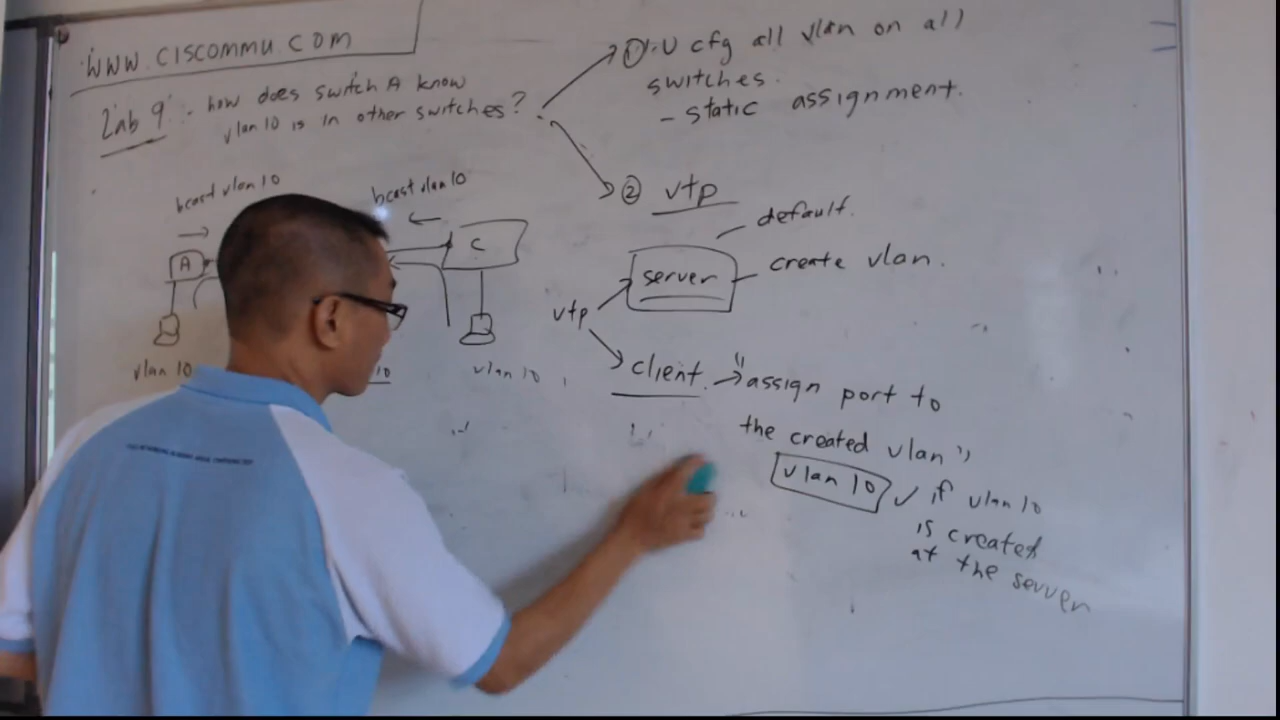 www.ciscommu.com
Lab 9 :- how does switch A know
vlan 10 is in other switches?
① :- U cfg all vlan on all
switches.
- static assignment.
② vtp
bcast vlan 10
bcast vlan 10
A
C
vlan 10
10
vlan 10
default.
server
create vlan.
vtp
client → "assign port to
the created vlan"
vlan 10 ✓ if vlan 10
is created
at the server